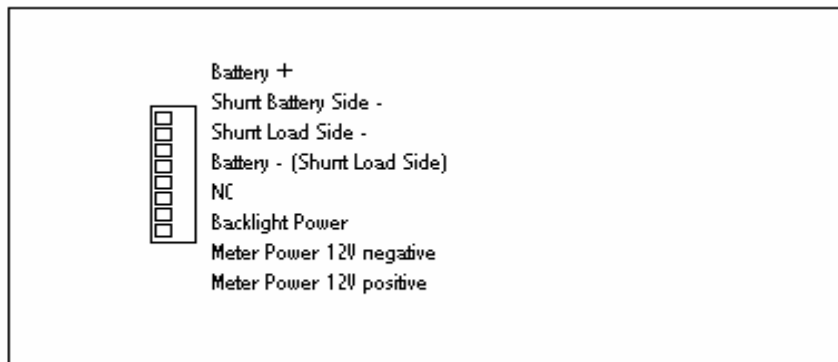 Battery +
Shunt Battery Side -
Shunt Load Side -
Battery - (Shunt Load Side)
NC
Backlight Power
Meter Power 12V negative
Meter Power 12V positive